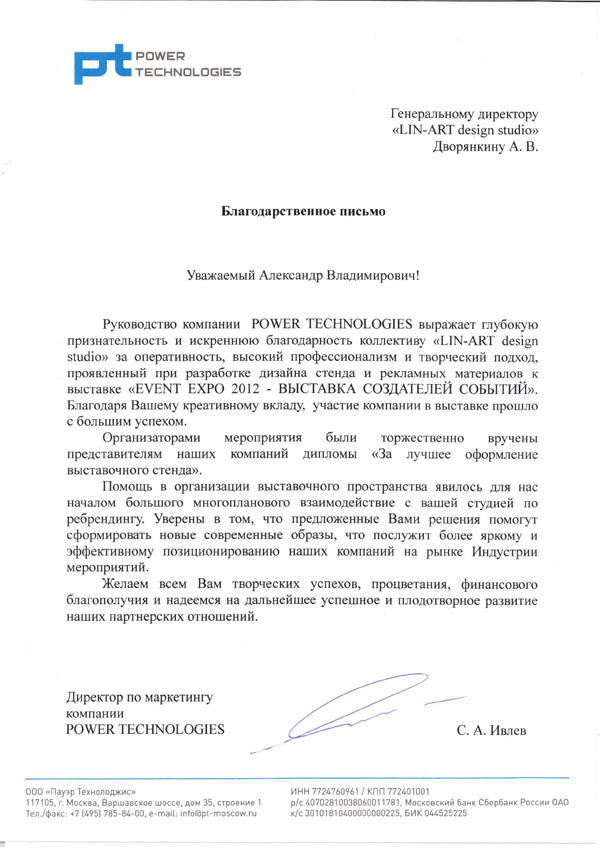 pt POWER
TECHNOLOGIES
Генеральному директору
«LIN-ART design studio»
Дворянкину А. В.
Благодарственное письмо
Уважаемый Александр Владимирович!
Руководство компании POWER TECHNOLOGIES выражает глубокую
признательность и искреннюю благодарность коллективу «LIN-ART design
studio» за оперативность, высокий профессионализм и творческий подход,
проявленный при разработке дизайна стенда и рекламных материалов к
выставке «EVENT EXPO 2012 - ВЫСТАВКА СОЗДАТЕЛЕЙ СОБЫТИЙ».
Благодаря Вашему креативному вкладу, участие компании в выставке прошло
с большим успехом.
Организаторами мероприятия были торжественно вручены
представителям наших компаний дипломы «За лучшее оформление
выставочного стенда».
Помощь в организации выставочного пространства явилось для нас
началом большого многопланового взаимодействие с вашей студией по
ребрендингу. Уверены в том, что предложенные Вами решения помогут
сформировать новые современные образы, что послужит более яркому и
эффективному позиционированию наших компаний на рынке Индустрии
мероприятий.
Желаем всем Вам творческих успехов, процветания, финансового
благополучия и надеемся на дальнейшее успешное и плодотворное развитие
наших партнерских отношений.
Директор по маркетингу
компании
POWER TECHNOLOGIES
С. А. Ивлев
ООО «Пауэр Технолоджис»
117105, г. Москва, Варшавское шоссе, дом 35, строение 1
Тел./факс: +7 (495) 785-84-00, e-mail: info@pt-moscow.ru
ИНН 7724760961 / КПП 772401001
р/с 40702810038060011781, Московский банк Сбербанк России ОАО
к/с 30101810400000000225, БИК 044525225